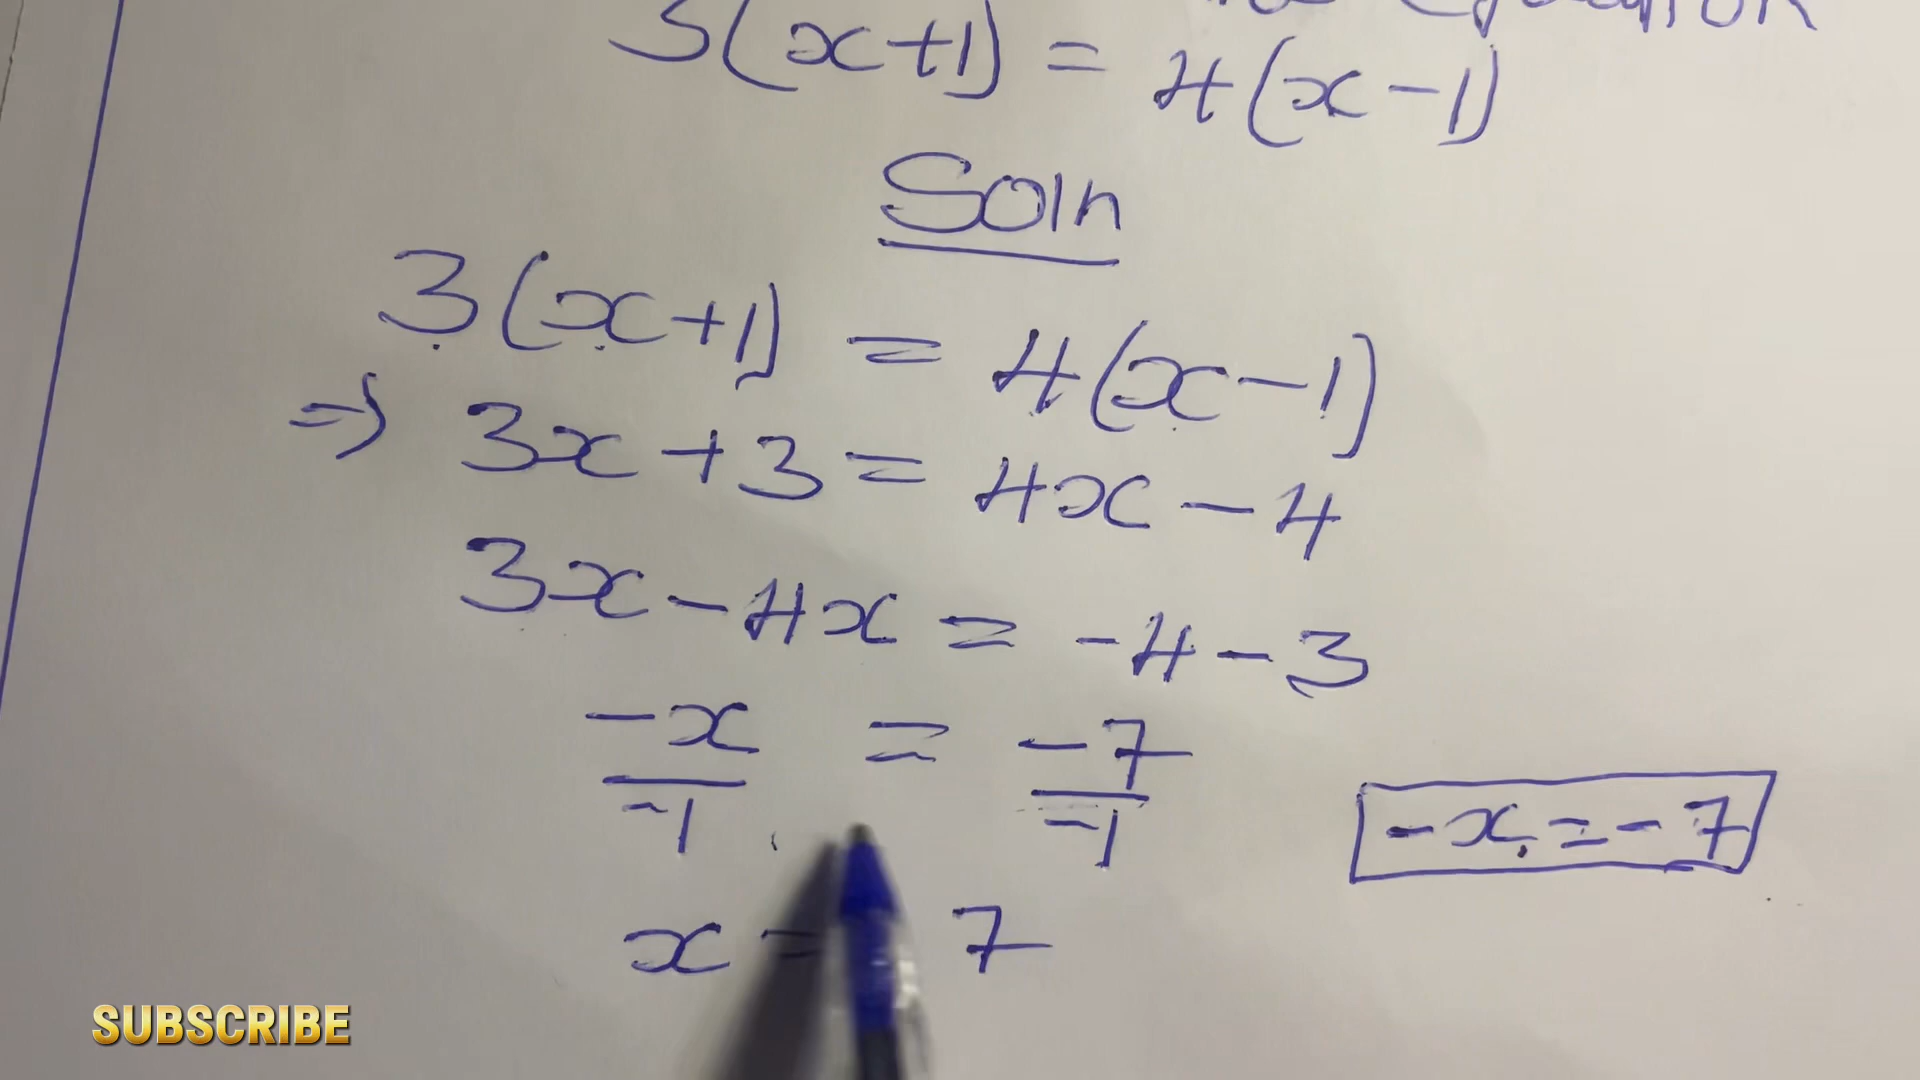 3(x+1) = 4(x-1)
Soln
3(x+1) = 4(x-1)
⇒ 3x+3 = 4x-4
3x-4x = -4-3
-x/-1 = -7/-1
-x = -7
x = 7
SUBSCRIBE